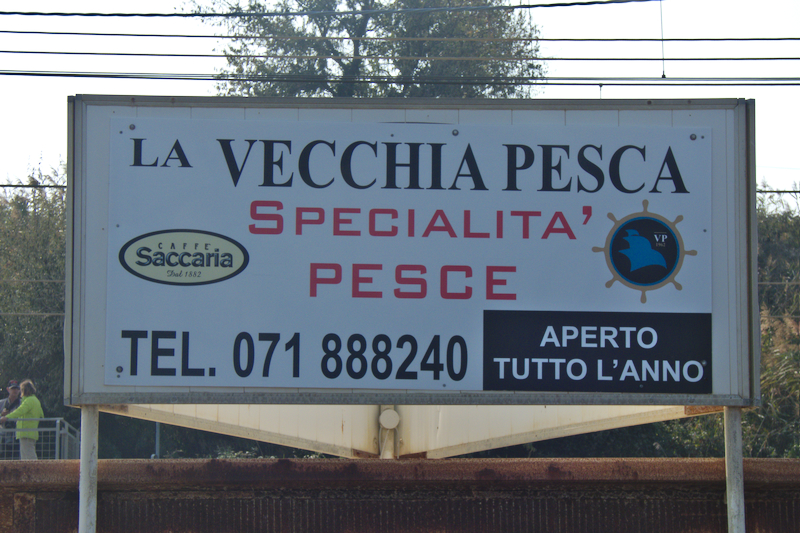 LA VECCHIA PESCA
SPECIALITA'
PESCE
CAFFÈ
Saccaria
Dal 1882
VP
TEL. 071 888240
APERTO
TUTTO L'ANNO